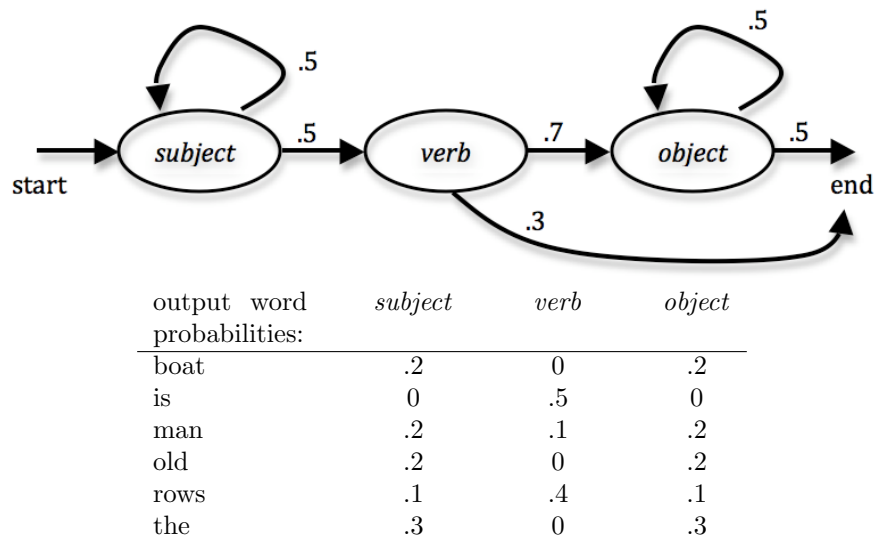 .5
.5
.5
.7
.5
subject
verb
object
start
end
.3
output word subject verb object
probabilities:
boat .2 0 .2
is 0 .5 0
man .2 .1 .2
old .2 0 .2
rows .1 .4 .1
the .3 0 .3